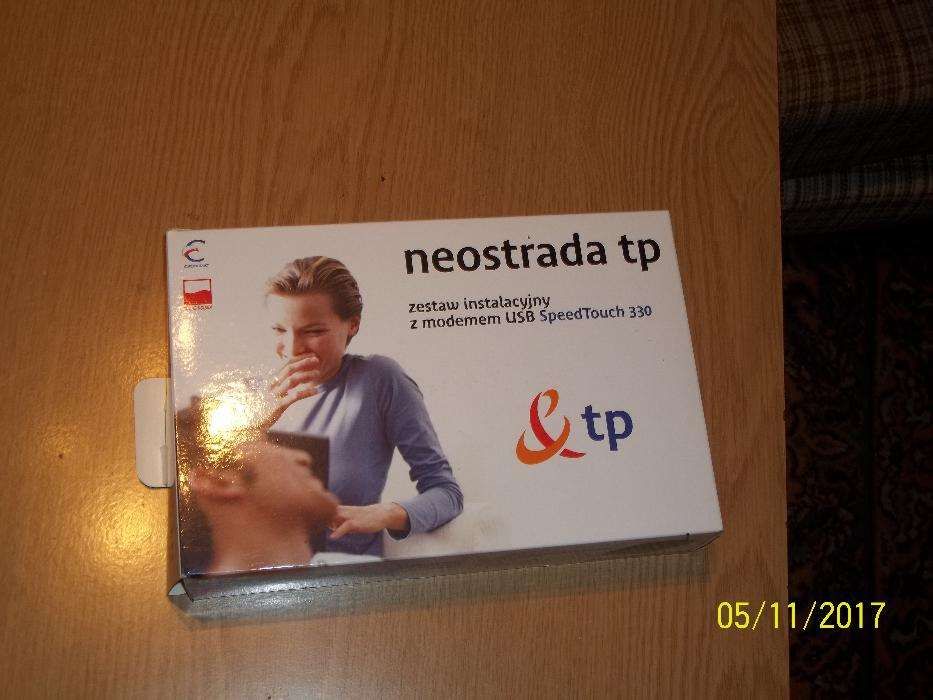 neostrada tp
zestaw instalacyjny
z modemem USB SpeedTouch 330
tp
05/11/2017